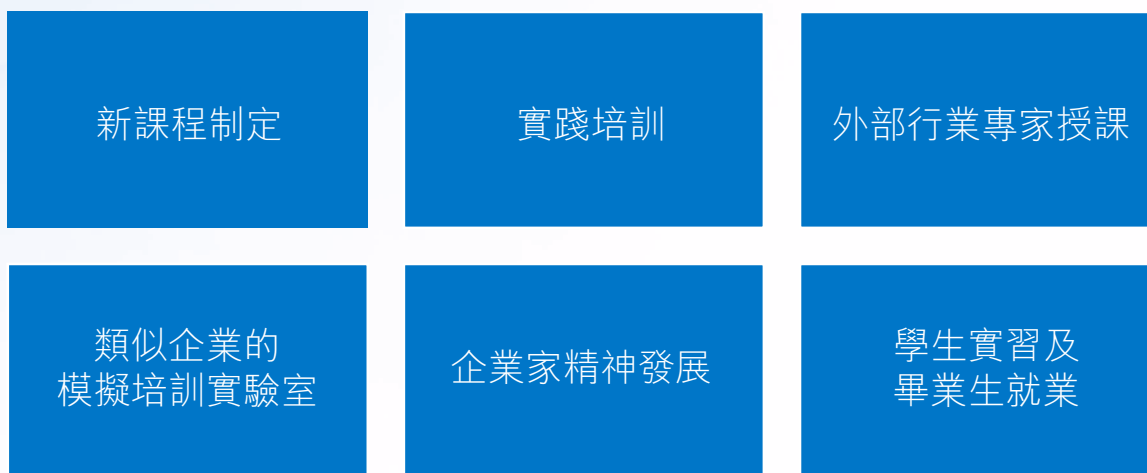 新課程制定
實踐培訓
外部行業專家授課
類似企業的
模擬培訓實驗室
企業家精神發展
學生實習及
畢業生就業